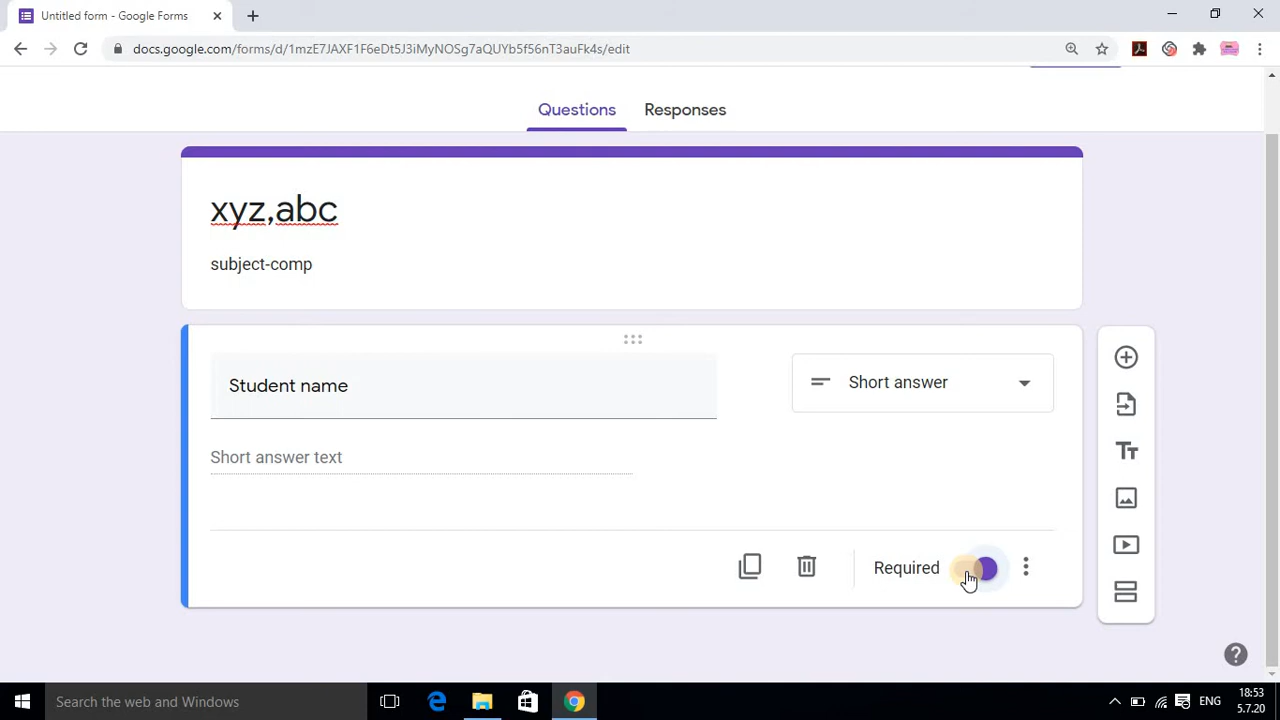 Untitled form - Google Forms
docs.google.com/forms/d/1mzE7JAXF1F6eDt5J3iMyNOSg7aQUYb5f56nT3auFk4s/edit
Questions
Responses
xyz,abc
subject-comp
Student name
Short answer
Short answer text
Required
Search the web and Windows
ENG
18:53
5.7.20